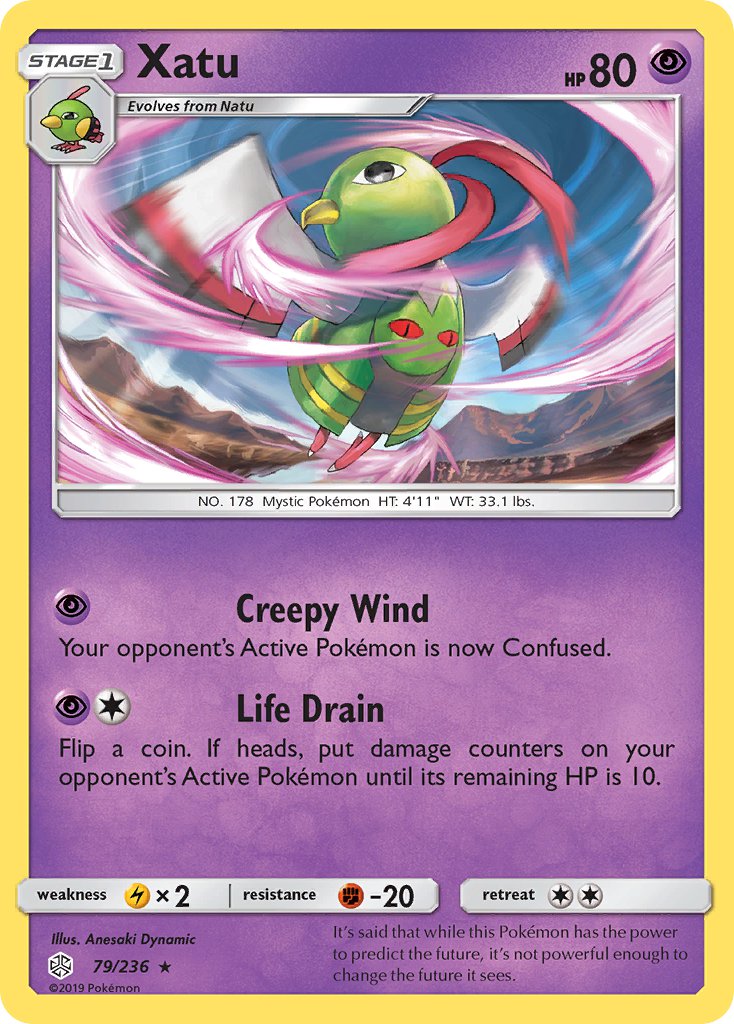 STAGE1 Xatu HP 80
Evolves from Natu
NO. 178 Mystic Pokémon HT: 4'11" WT: 33.1 lbs.
Creepy Wind
Your opponent's Active Pokémon is now Confused.
Life Drain
Flip a coin. If heads, put damage counters on your
opponent's Active Pokémon until its remaining HP is 10.
weakness ×2 resistance -20 retreat
Illus. Anesaki Dynamic
79/236 ★
©2019 Pokémon
It's said that while this Pokémon has the power
to predict the future, it's not powerful enough to
change the future it sees.